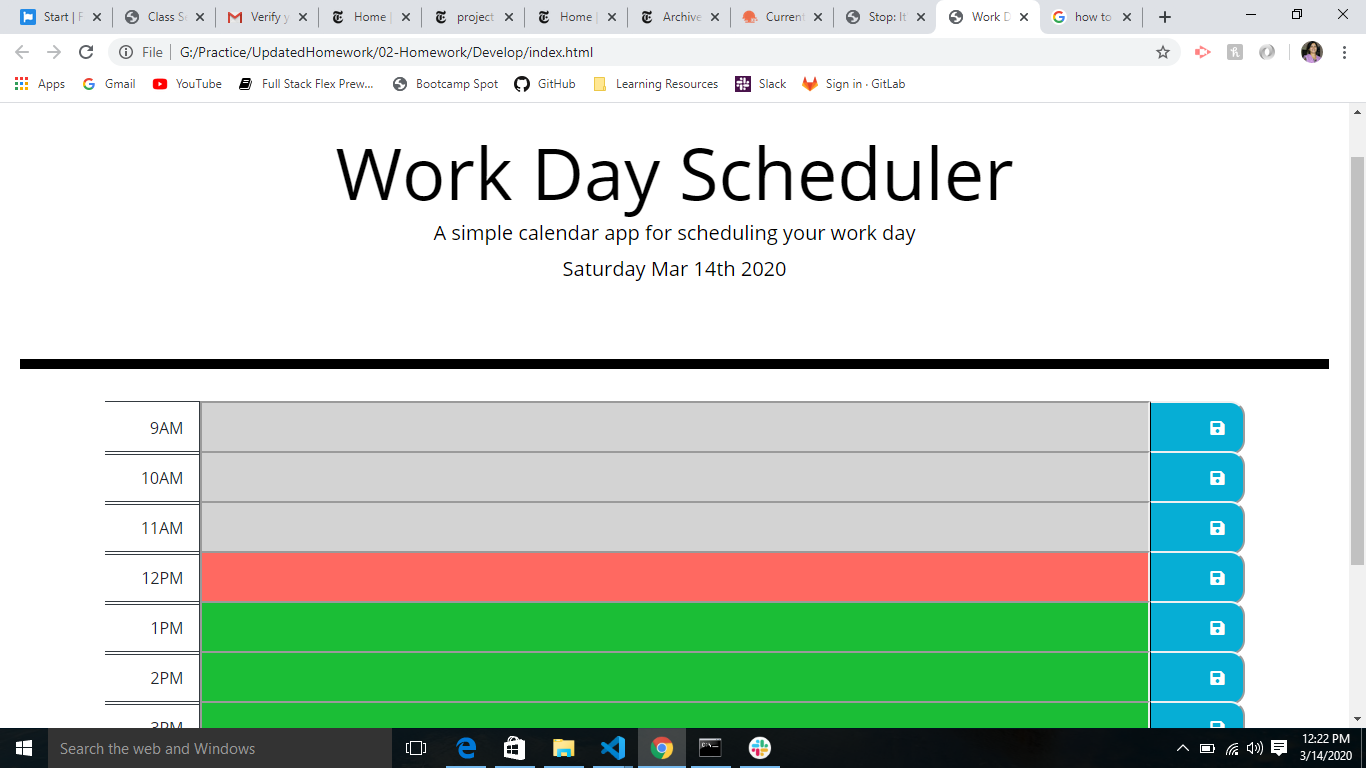 Start | F
Class S
Verify y
Home |
project
Home |
Archive
Current
Stop: It
Work D
how to
File
G:/Practice/UpdatedHomework/02-Homework/Develop/index.html
Apps
Gmail
YouTube
Full Stack Flex Prew...
Bootcamp Spot
GitHub
Learning Resources
Slack
Sign in · GitLab
Work Day Scheduler
A simple calendar app for scheduling your work day
Saturday Mar 14th 2020
9AM
10AM
11AM
12PM
1PM
2PM
3PM
Search the web and Windows
12:22 PM
3/14/2020